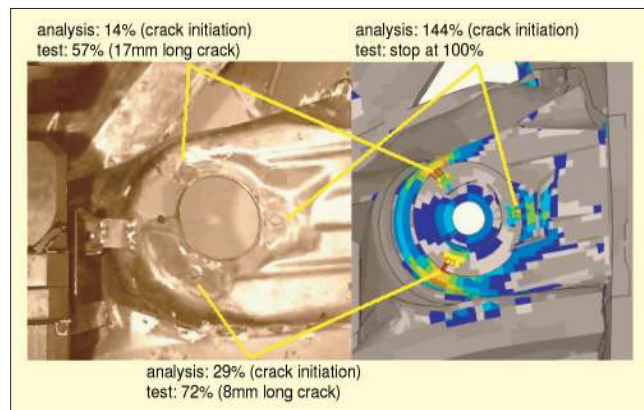 analysis: 14% (crack initiation)
test: 57% (17mm long crack)
analysis: 144% (crack initiation)
test: stop at 100%
analysis: 29% (crack initiation)
test: 72% (8mm long crack)